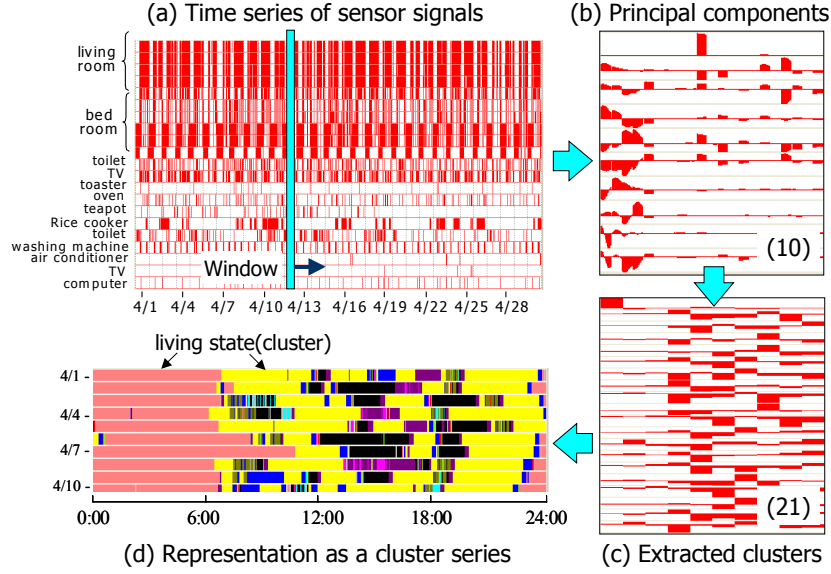 (a) Time series of sensor signals
living
room
bed
room
toilet
TV
toaster
oven
teapot
Rice cooker
toilet
washing machine
air conditioner
TV
computer
Window
4/1 4/4 4/7 4/10 4/13 4/16 4/19 4/22 4/25 4/28
(b) Principal components
(10)
(21)
(c) Extracted clusters
living state(cluster)
4/1 -
4/4 -
4/7 -
4/10 -
0:00 6:00 12:00 18:00 24:00
(d) Representation as a cluster series